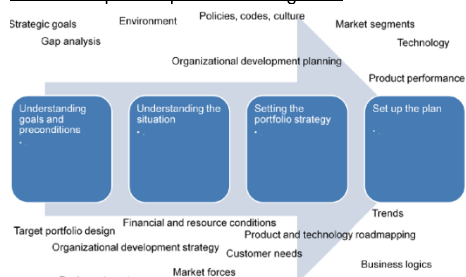 Strategic goals
Environment
Policies, codes, culture
Market segments
Gap analysis
Technology
Organizational development planning
Product performance
Understanding
goals and
preconditions
•
Understanding the
situation
•
Setting the
portfolio strategy
•
Set up the plan
•
Trends
Target portfolio design
Financial and resource conditions
Product and technology roadmapping
Organizational development strategy
Customer needs
Market forces
Business logics